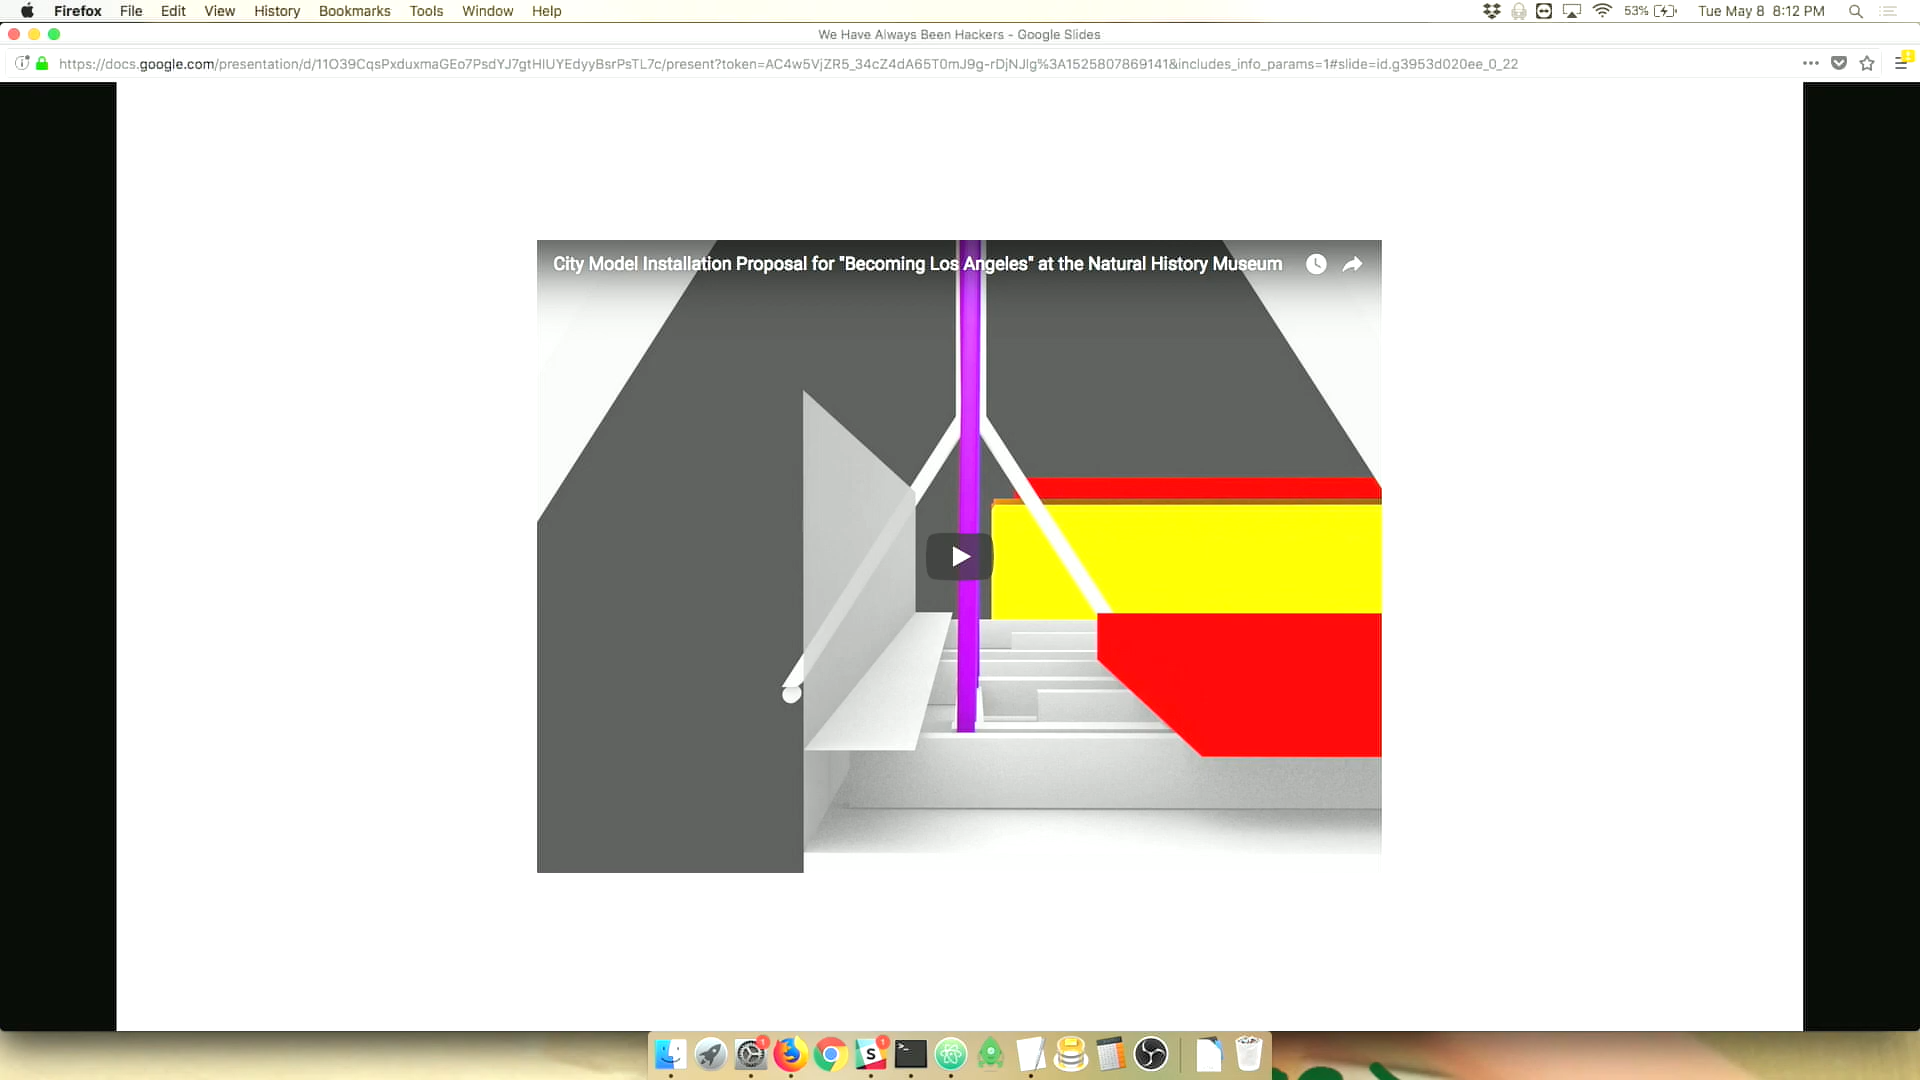 Firefox File Edit View History Bookmarks Tools Window Help 53% Tue May 8 8:12 PM
We Have Always Been Hackers - Google Slides
https://docs.google.com/presentation/d/11O39CqsPxduxmaGEo7PsdYJ7gtHIUYEdyyBsrPsTL7c/present?token=AC4w5VjZR5_34cZ4dA65T0mJ9g-rDjNJlg%3A1525807869141&includes_info_params=1#slide=id.g3953d020ee_0_22
City Model Installation Proposal for "Becoming Los Angeles" at the Natural History Museum